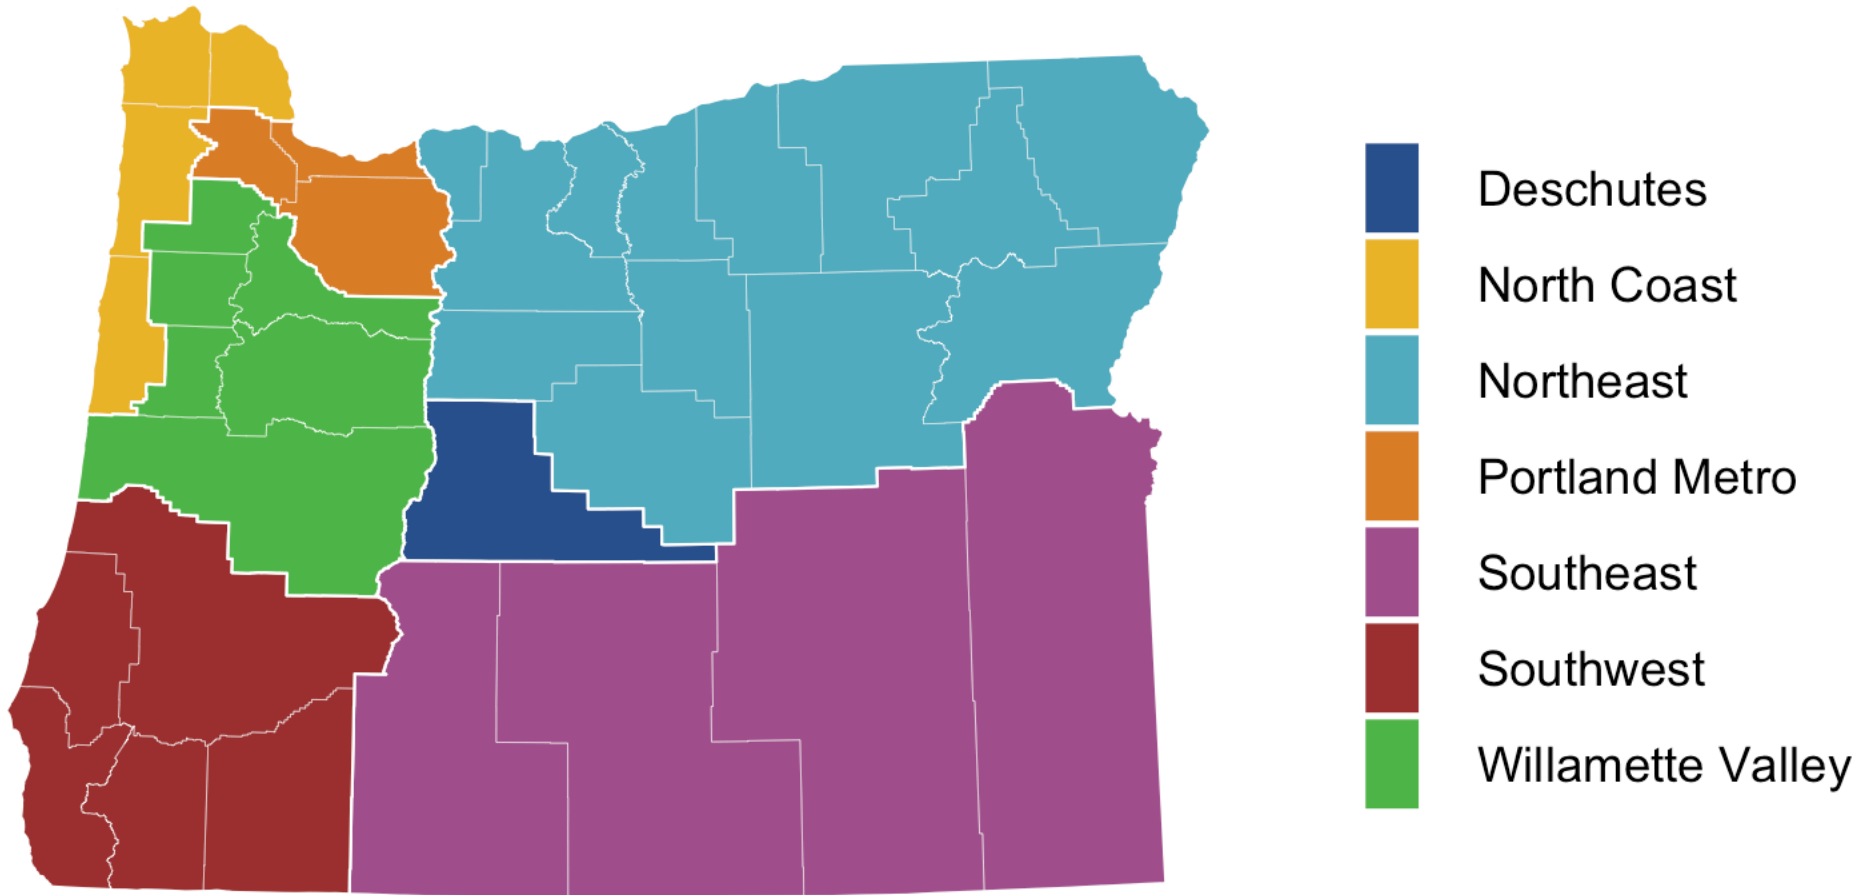 Deschutes
North Coast
Northeast
Portland Metro
Southeast
Southwest
Willamette Valley